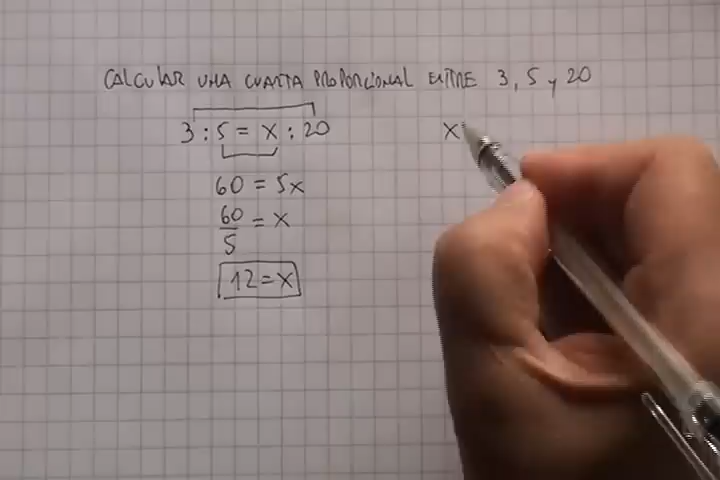 CALCULAR UNA CUARTA PROPORCIONAL ENTRE 3, 5 y 20
3 : 5 = x : 20
x
60 = 5x
60/5 = x
12 = x